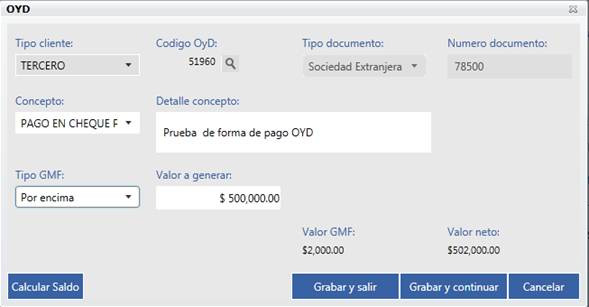 OYD
Tipo cliente: Codigo OyD: Tipo documento: Numero documento:
TERCERO 51960 Sociedad Extranjera 78500
Concepto: Detalle concepto:
PAGO EN CHEQUE F Prueba de forma de pago OYD
Tipo GMF: Valor a generar:
Por encima $ 500,000.00
Valor GMF: Valor neto:
$2,000.00 $502,000.00
Calcular Saldo Grabar y salir Grabar y continuar Cancelar